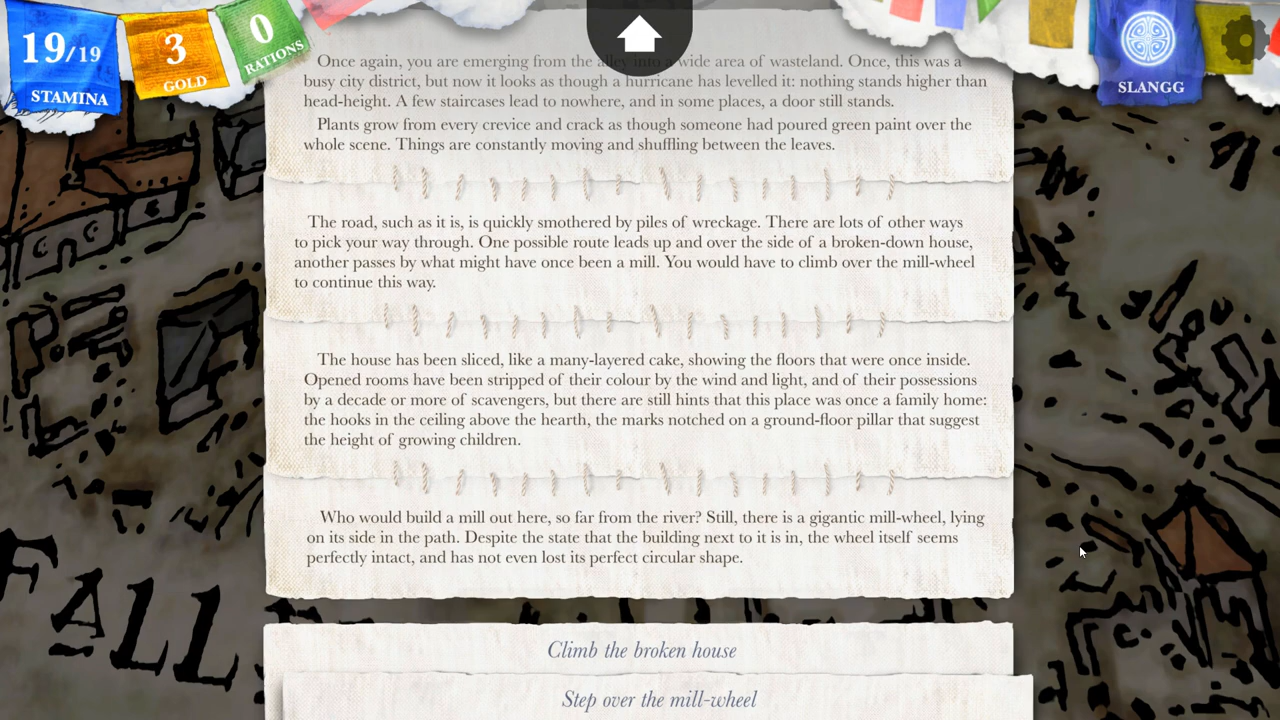 19/19
STAMINA
3
GOLD
0
RATIONS
SLANGG
Once again, you are emerging from the alley into a wide area of wasteland. Once, this was a
busy city district, but now it looks as though a hurricane has levelled it: nothing stands higher than
head-height. A few staircases lead to nowhere, and in some places, a door still stands.
Plants grow from every crevice and crack as though someone had poured green paint over the
whole scene. Things are constantly moving and shuffling between the leaves.
The road, such as it is, is quickly smothered by piles of wreckage. There are lots of other ways
to pick your way through. One possible route leads up and over the side of a broken-down house,
another passes by what might have once been a mill. You would have to climb over the mill-wheel
to continue this way.
The house has been sliced, like a many-layered cake, showing the floors that were once inside.
Opened rooms have been stripped of their colour by the wind and light, and of their possessions
by a decade or more of scavengers, but there are still hints that this place was once a family home:
the hooks in the ceiling above the hearth, the marks notched on a ground-floor pillar that suggest
the height of growing children.
Who would build a mill out here, so far from the river? Still, there is a gigantic mill-wheel, lying
on its side in the path. Despite the state that the building next to it is in, the wheel itself seems
perfectly intact, and has not even lost its perfect circular shape.
FALL
Climb the broken house
Step over the mill-wheel